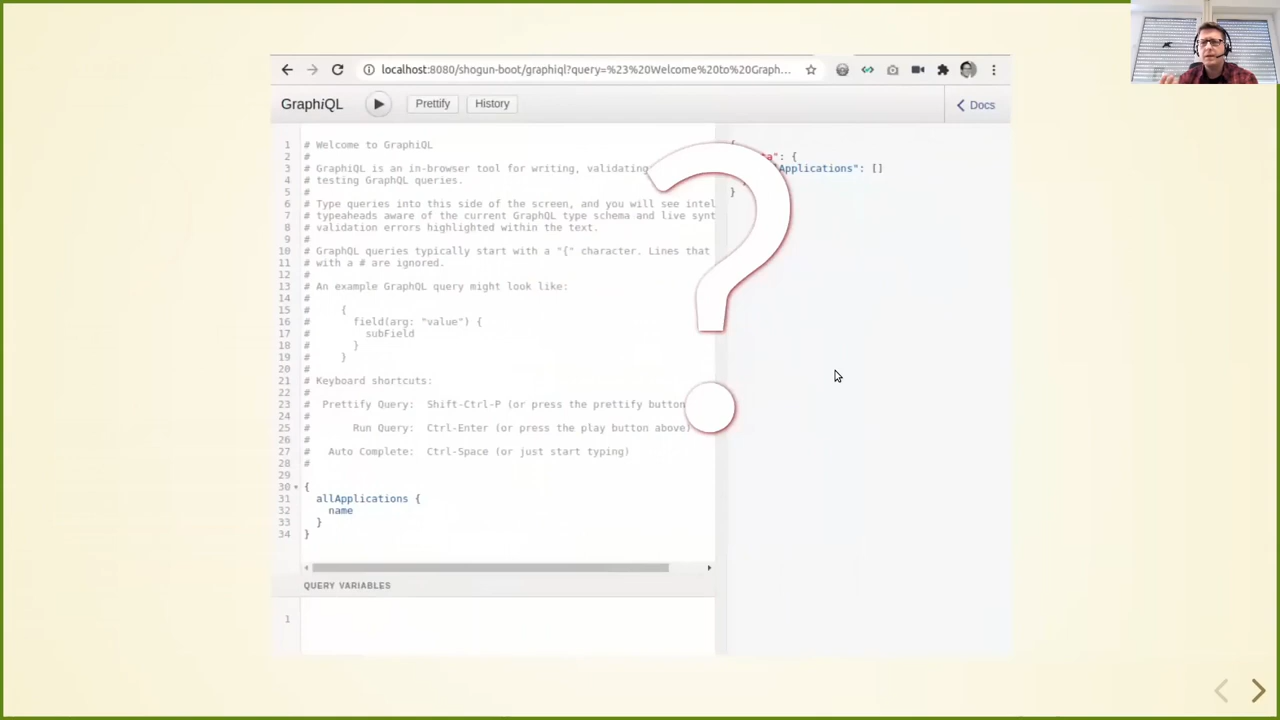 localhost:8
n-boot/graph
query=%23%20Welcom
Graph...
GraphiQL
Prettify
History
Docs
1 # Welcome to GraphiQL
2 #
3 # GraphiQL is an in-browser tool for writing, validating
4 # testing GraphQL queries.
5 #
6 # Type queries into this side of the screen, and you will see intel
7 # typeaheads aware of the current GraphQL type schema and live synt
8 # validation errors highlighted within the text.
9 #
10 # GraphQL queries typically start with a "{" character. Lines that
11 # with a # are ignored.
12 #
13 # An example GraphQL query might look like:
14 #
15 #     {
16 #       field(arg: "value") {
17 #         subField
18 #       }
19 #     }
20 #
21 # Keyboard shortcuts:
22 #
23 #  Prettify Query:  Shift-Ctrl-P (or press the prettify button
24 #
25 #       Run Query:  Ctrl-Enter (or press the play button above)
26 #
27 #   Auto Complete:  Ctrl-Space (or just start typing)
28 #
29
30 {
31   allApplications {
32     name
33   }
34 }
{
a": {
Applications": []
}
?
QUERY VARIABLES
1